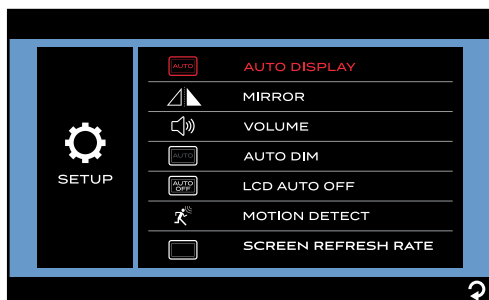 AUTO AUTO DISPLAY
MIRROR
VOLUME
AUTO AUTO DIM
SETUP
AUTO OFF LCD AUTO OFF
MOTION DETECT
SCREEN REFRESH RATE